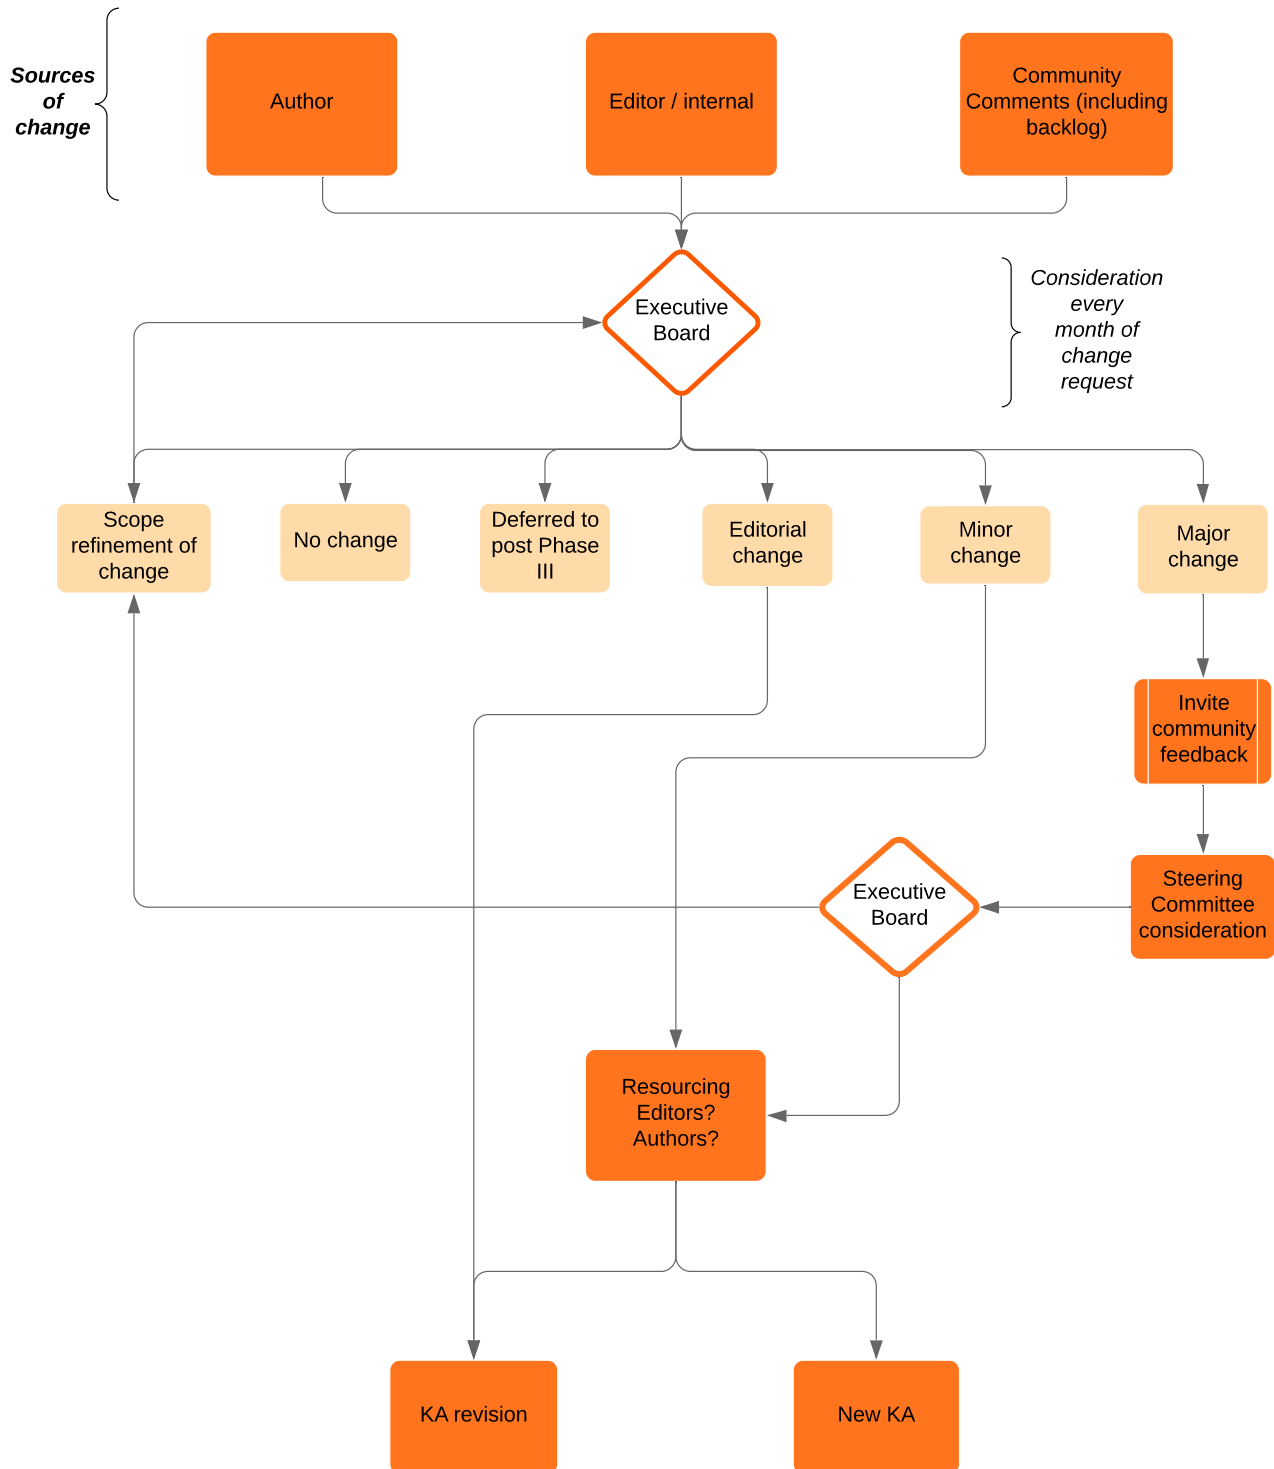 Sources
of
change
Author
Editor / internal
Community
Comments (including
backlog)
Executive
Board
Consideration
every
month of
change
request
Scope
refinement of
change
No change
Deferred to
post Phase
III
Editorial
change
Minor
change
Major
change
Invite
community
feedback
Executive
Board
Steering
Committee
consideration
Resourcing
Editors?
Authors?
KA revision
New KA